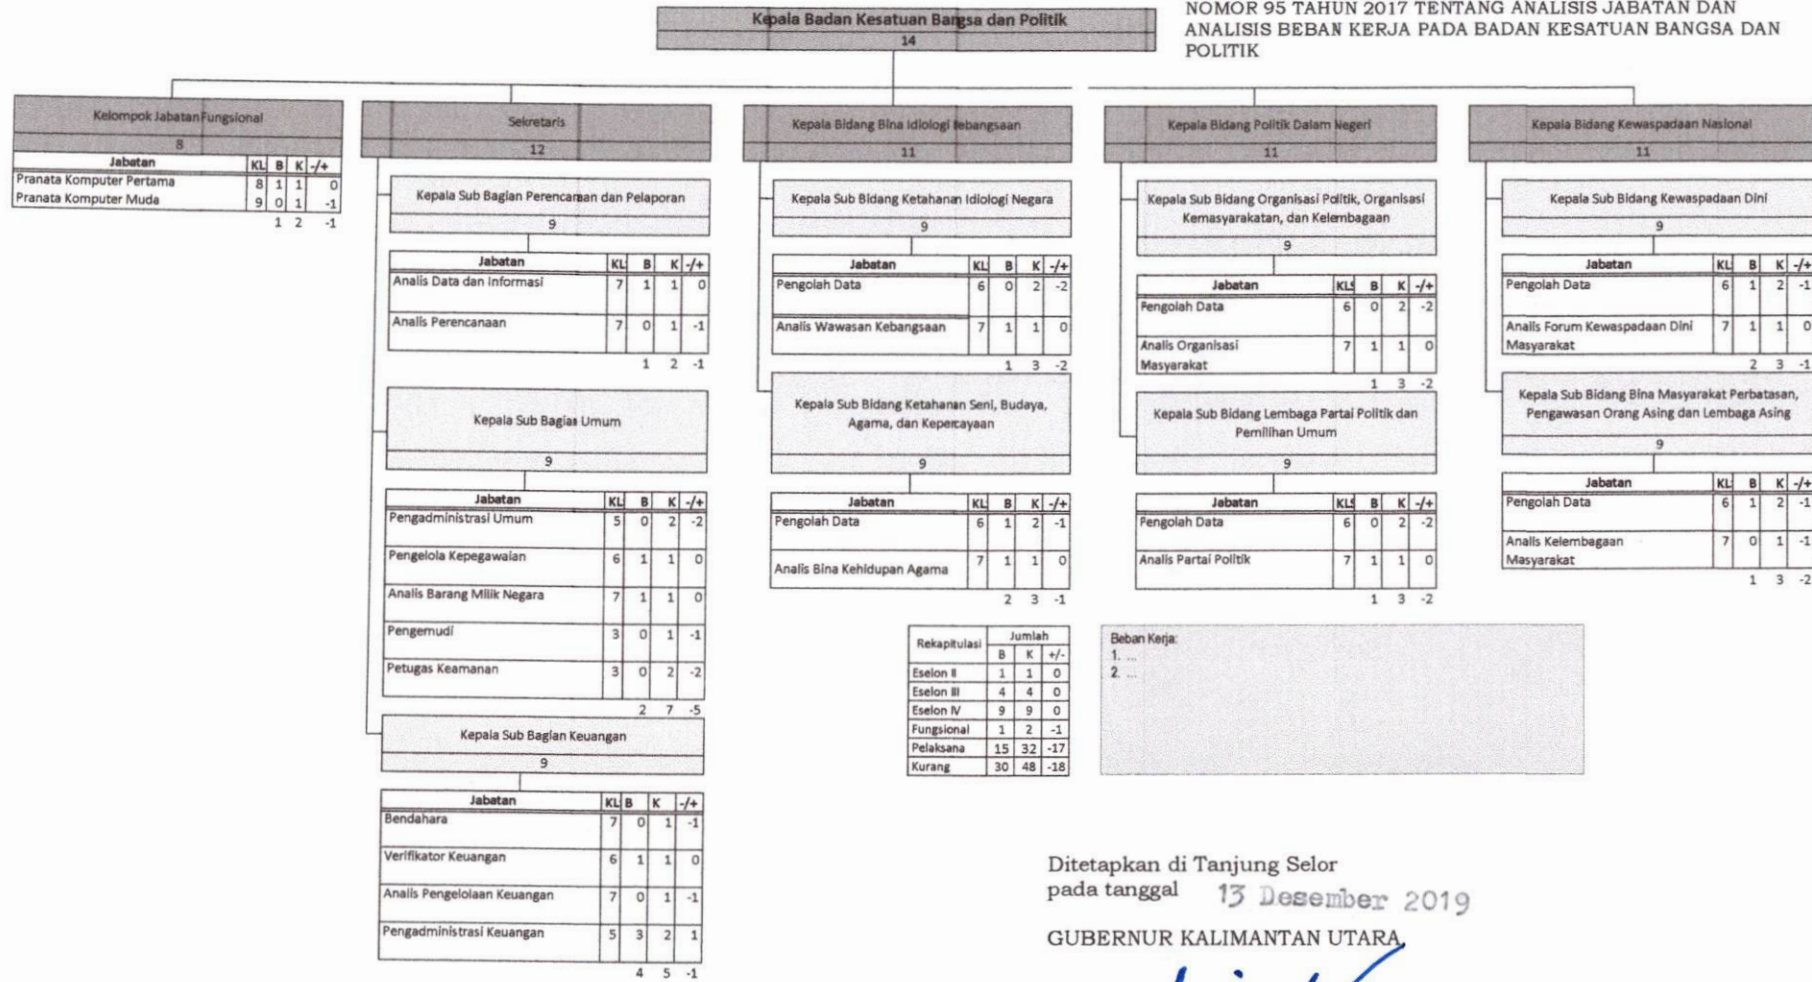 NOMOR 95 TAHUN 2017 TENTANG ANALISIS JABATAN DAN
ANALISIS BEBAN KERJA PADA BADAN KESATUAN BANGSA DAN
POLITIK
Kepala Badan Kesatuan Bangsa dan Politik
14
Kelompok Jabatan Fungsional
8
Jabatan KL B K -/+
Pranata Komputer Pertama 8 1 1 0
Pranata Komputer Muda 9 0 1 -1
1 2 -1
Sekretaris
12
Kepala Sub Bagian Perencanaan dan Pelaporan
9
Jabatan KL B K -/+
Analis Data dan Informasi 7 1 1 0
Analis Perencanaan 7 0 1 -1
1 2 -1
Kepala Sub Bagian Umum
9
Jabatan KL B K -/+
Pengadministrasi Umum 5 0 2 -2
Pengelola Kepegawaian 6 1 1 0
Analis Barang Milik Negara 7 1 1 0
Pengemudi 3 0 1 -1
Petugas Keamanan 3 0 2 -2
2 7 -5
Kepala Sub Bagian Keuangan
9
Jabatan KL B K -/+
Bendahara 7 0 1 -1
Verifikator Keuangan 6 1 1 0
Analis Pengelolaan Keuangan 7 0 1 -1
Pengadministrasi Keuangan 5 3 2 1
4 5 -1
Kepala Bidang Bina Idiologi Kebangsaan
11
Kepala Sub Bidang Ketahanan Idiologi Negara
9
Jabatan KL B K -/+
Pengolah Data 6 0 2 -2
Analis Wawasan Kebangsaan 7 1 1 0
1 3 -2
Kepala Sub Bidang Ketahanan Seni, Budaya,
Agama, dan Kepercayaan
9
Jabatan KL B K -/+
Pengolah Data 6 1 2 -1
Analis Bina Kehidupan Agama 7 1 1 0
2 3 -1
Kepala Bidang Politik Dalam Negeri
11
Kepala Sub Bidang Organisasi Politik, Organisasi
Kemasyarakatan, dan Kelembagaan
9
Jabatan KLS B K -/+
Pengolah Data 6 0 2 -2
Analis Organisasi
Masyarakat 7 1 1 0
1 3 -2
Kepala Sub Bidang Lembaga Partai Politik dan
Pemilihan Umum
9
Jabatan KLS B K -/+
Pengolah Data 6 0 2 -2
Analis Partai Politik 7 1 1 0
1 3 -2
Kepala Bidang Kewaspadaan Nasional
11
Kepala Sub Bidang Kewaspadaan Dini
9
Jabatan KL B K -/+
Pengolah Data 6 1 2 -1
Analis Forum Kewaspadaan Dini
Masyarakat 7 1 1 0
2 3 -1
Kepala Sub Bidang Bina Masyarakat Perbatasan,
Pengawasan Orang Asing dan Lembaga Asing
9
Jabatan KL B K -/+
Pengolah Data 6 1 2 -1
Analis Kelembagaan
Masyarakat 7 0 1 -1
1 3 -2
Rekapitulasi Jumlah
B K +/-
Eselon II 1 1 0
Eselon III 4 4 0
Eselon IV 9 9 0
Fungsional 1 2 -1
Pelaksana 15 32 -17
Kurang 30 48 -18
Beban Kerja:
1. ...
2. ...
Ditetapkan di Tanjung Selor
pada tanggal 13 Desember 2019
GUBERNUR KALIMANTAN UTARA,